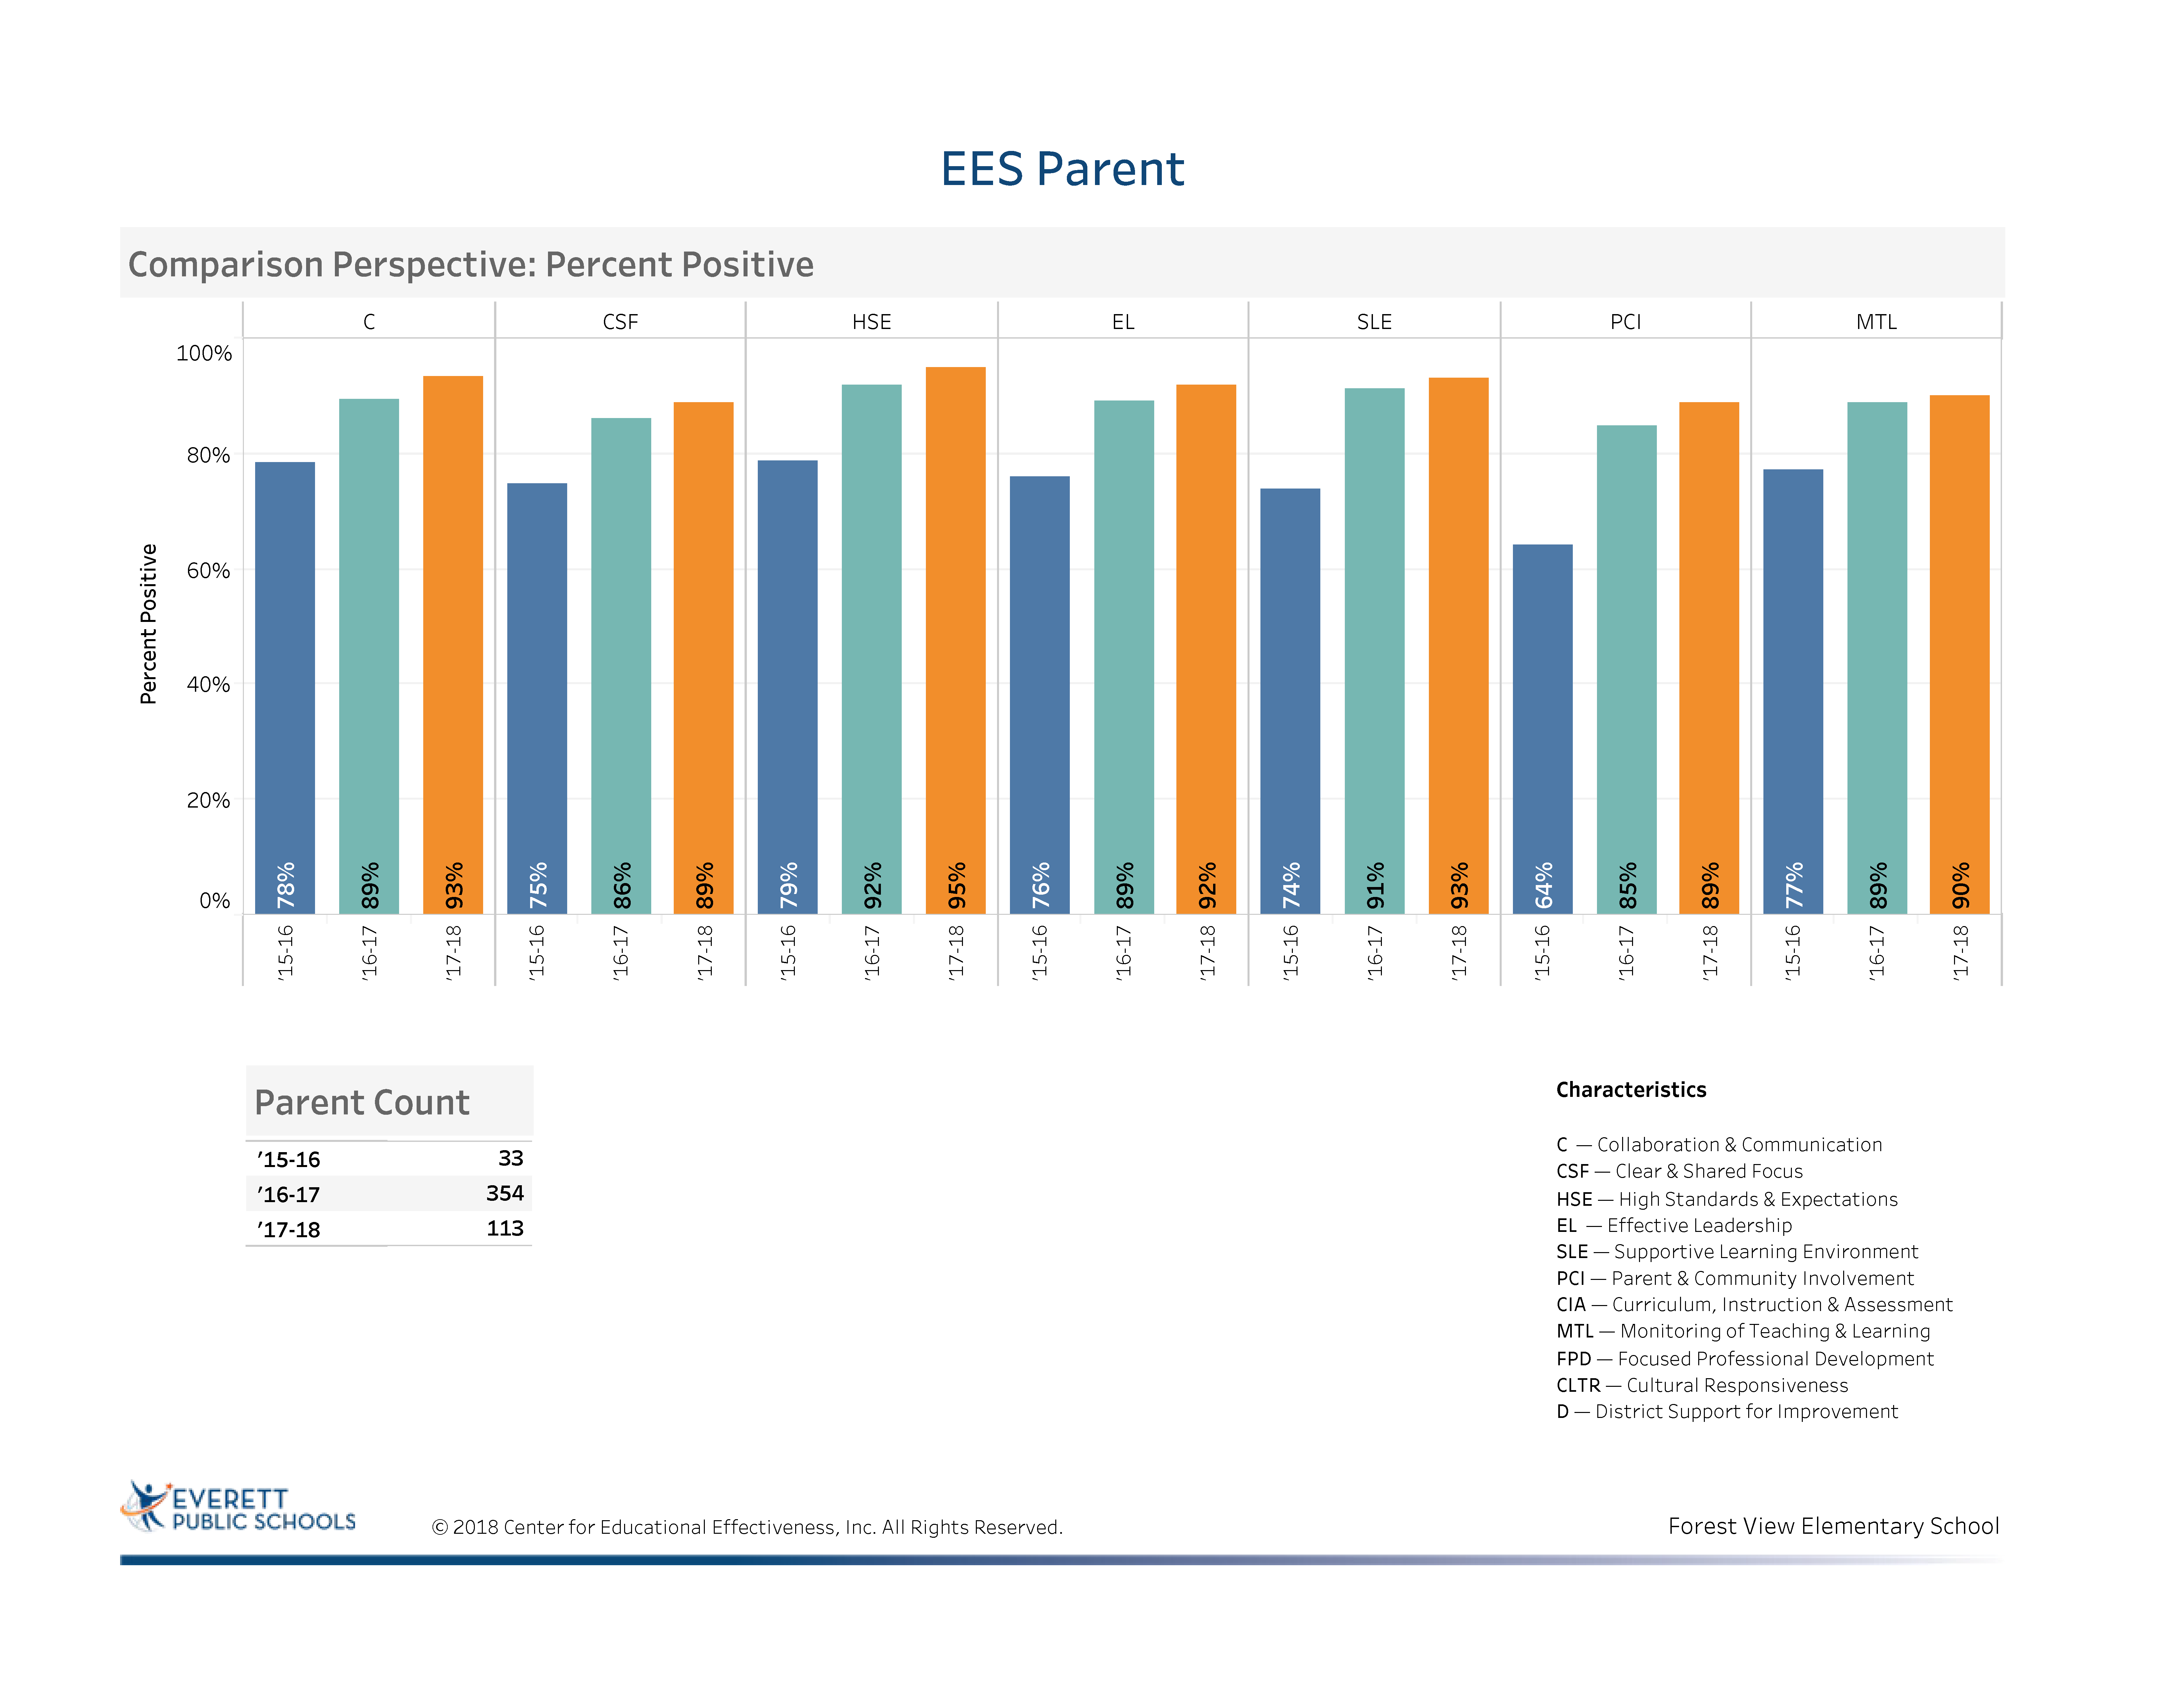 EES Parent
Comparison Perspective: Percent Positive
C CSF HSE EL SLE PCI MTL
Percent Positive
100%
80%
60%
40%
20%
0%
78% 89% 93% 75% 86% 89% 79% 92% 95% 76% 89% 92% 74% 91% 93% 64% 85% 89% 77% 89% 90%
'15-16 '16-17 '17-18 '15-16 '16-17 '17-18 '15-16 '16-17 '17-18 '15-16 '16-17 '17-18 '15-16 '16-17 '17-18 '15-16 '16-17 '17-18 '15-16 '16-17 '17-18
Parent Count
'15-16 33
'16-17 354
'17-18 113
Characteristics
C — Collaboration & Communication
CSF — Clear & Shared Focus
HSE — High Standards & Expectations
EL — Effective Leadership
SLE — Supportive Learning Environment
PCI — Parent & Community Involvement
CIA — Curriculum, Instruction & Assessment
MTL — Monitoring of Teaching & Learning
FPD — Focused Professional Development
CLTR — Cultural Responsiveness
D — District Support for Improvement
EVERETT
PUBLIC SCHOOLS
© 2018 Center for Educational Effectiveness, Inc. All Rights Reserved.
Forest View Elementary School